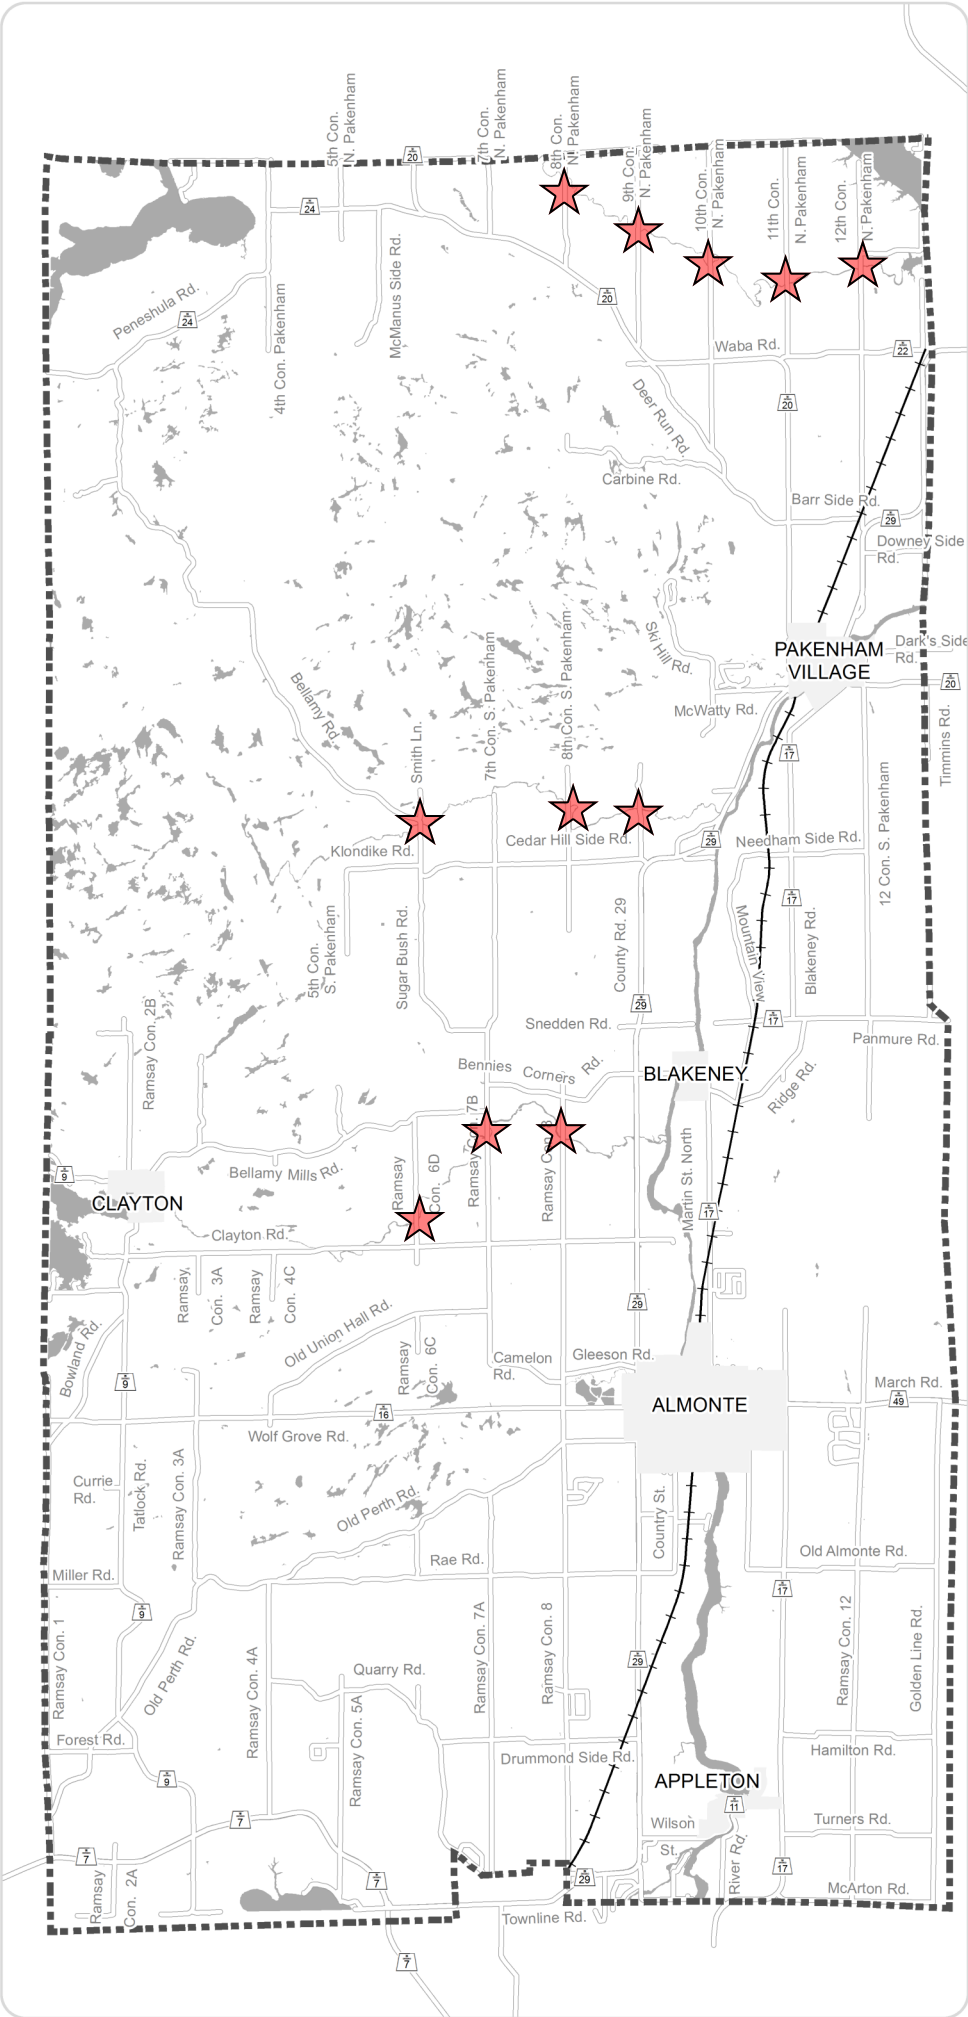 5th Con.
N. Pakenham
7th Con.
N. Pakenham
8th Con.
N. Pakenham
9th Con.
N. Pakenham
10th Con.
N. Pakenham
11th Con.
N. Pakenham
12th Con.
N. Pakenham
20
24
Peneshula Rd.
24
4th Con. Pakenham
McManus Side Rd.
20
Waba Rd.
22
20
Deer Run Rd.
Carbine Rd.
Barr Side Rd.
29
Downey Side
Rd.
PAKENHAM
VILLAGE
Dark's Side
Rd.
20
Ski Hill Rd.
McWatty Rd.
Timmins Rd.
Bellamy Rd.
Smith Ln.
7th Con. S. Pakenham
8th Con. S. Pakenham
17
12 Con. S. Pakenham
Klondike Rd.
Cedar Hill Side Rd.
29
Needham Side Rd.
17
5th Con.
S. Pakenham
Sugar Bush Rd.
County Rd. 29
Mountain View
Blakeney Rd.
29
Snedden Rd.
17
Panmure Rd.
Ramsay Con. 2B
Bennies Corners Rd.
BLAKENEY
Ridge Rd.
Ramsay Con. 7B
Ramsay Con. 8
9
Bellamy Mills Rd.
Ramsay
Con. 6D
Martin St. North
CLAYTON
17
Clayton Rd.
Ramsay
Con. 3A
Ramsay
Con. 4C
29
Bowland Rd.
Old Union Hall Rd.
Ramsay
Con. 6C
Camelon
Rd.
Gleeson Rd.
9
March Rd.
49
ALMONTE
16
Wolf Grove Rd.
Currie
Rd.
Tatlock Rd.
Ramsay Con. 3A
Old Perth Rd.
Country St.
Rae Rd.
Old Almonte Rd.
Miller Rd.
17
9
Ramsay Con. 1
Old Perth Rd.
Ramsay Con. 4A
Ramsay Con. 7A
Ramsay Con. 8
Ramsay Con. 12
Golden Line Rd.
29
Quarry Rd.
Ramsay Con. 5A
Forest Rd.
Drummond Side Rd.
Hamilton Rd.
9
APPLETON
11
7
Wilson
St.
Turners Rd.
7
River Rd.
17
Ramsay
Con. 2A
7
29
McArton Rd.
Townline Rd.
7